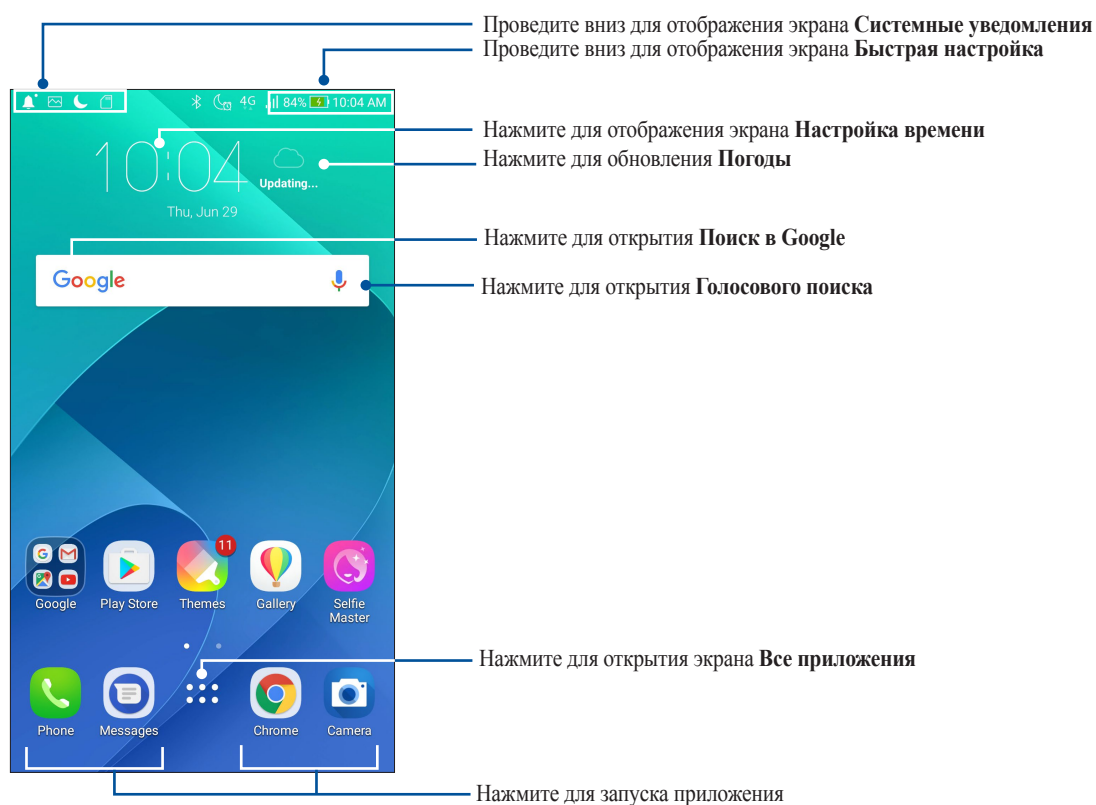 Проведите вниз для отображения экрана Системные уведомления
Проведите вниз для отображения экрана Быстрая настройка
4G 84% 10:04 AM
Нажмите для отображения экрана Настройка времени
10:04
Нажмите для обновления Погоды
Updating...
Thu, Jun 29
Нажмите для открытия Поиск в Google
Google
Нажмите для открытия Голосового поиска
11
Google Play Store Themes Gallery Selfie
Master
Нажмите для открытия экрана Все приложения
Phone Messages Chrome Camera
Нажмите для запуска приложения